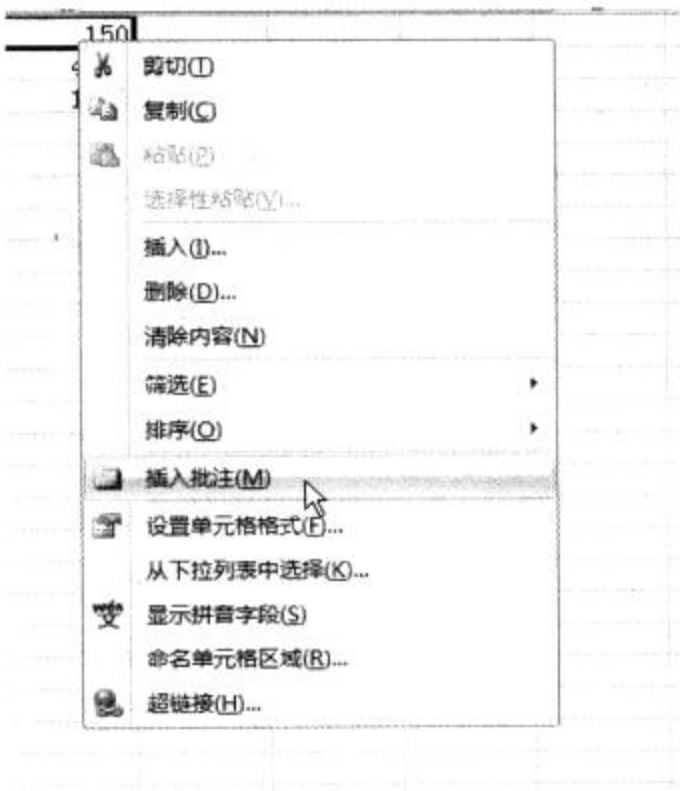 150
4
1
剪切(T)
复制(C)
粘贴(P)
选择性粘贴(V)...
插入(I)...
删除(D)...
清除内容(N)
筛选(E)
排序(O)
插入批注(M)
设置单元格格式(F)...
从下拉列表中选择(K)...
wén
显示拼音字段(S)
命名单元格区域(R)...
超链接(H)...